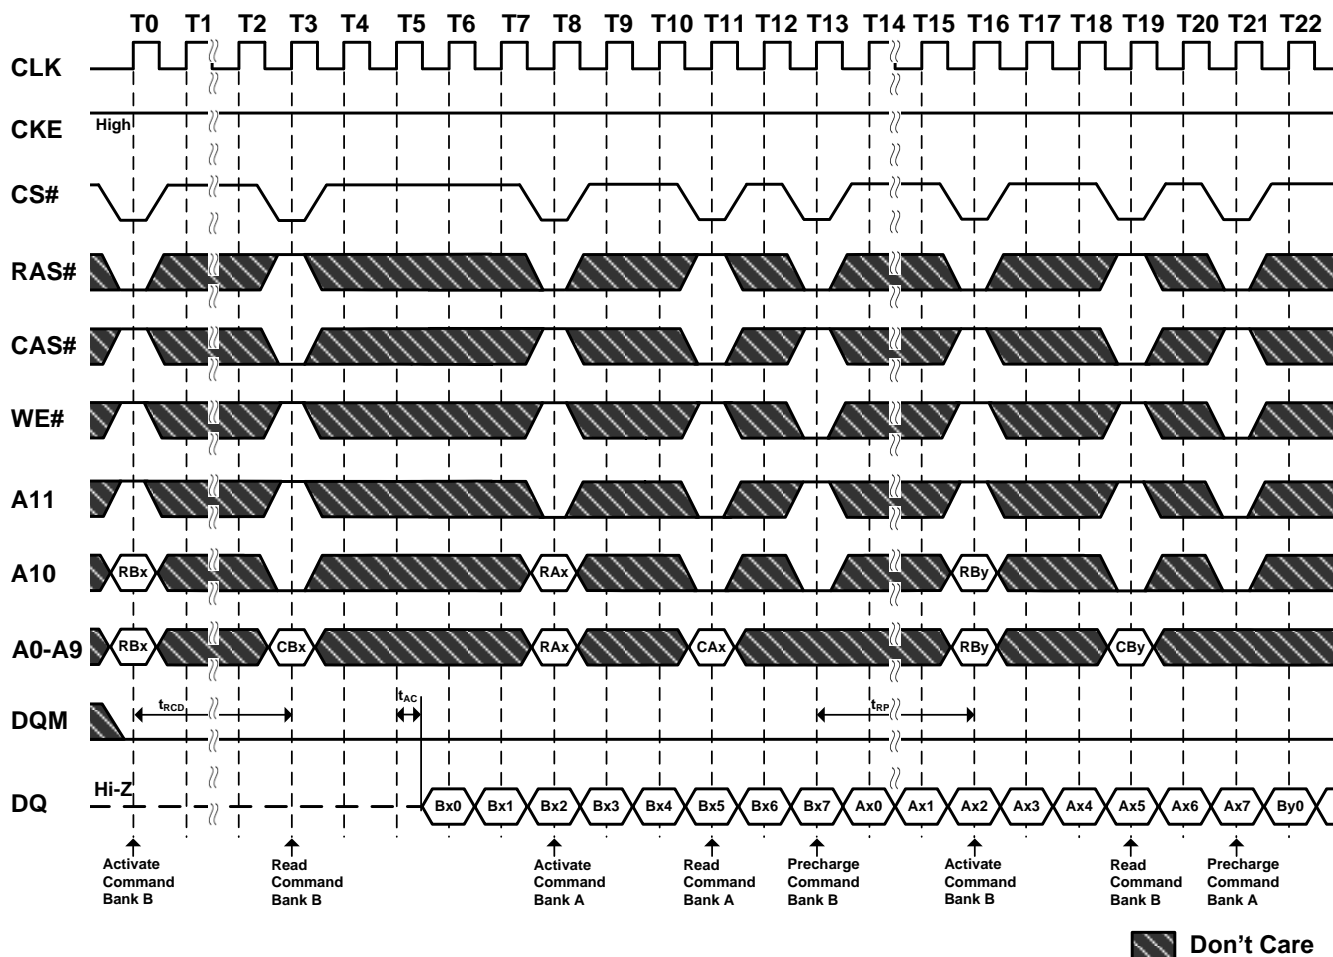 T0 T1 T2 T3 T4 T5 T6 T7 T8 T9 T10 T11 T12 T13 T14 T15 T16 T17 T18 T19 T20 T21 T22
CLK
CKE High
CS#
RAS#
CAS#
WE#
A11
A10 RBx RAx RBy
A0-A9 RBx CBx RAx CAx RBy CBy
DQM tRCD tAC tRP
DQ Hi-Z Bx0 Bx1 Bx2 Bx3 Bx4 Bx5 Bx6 Bx7 Ax0 Ax1 Ax2 Ax3 Ax4 Ax5 Ax6 Ax7 By0
Activate
Command
Bank B
Read
Command
Bank B
Activate
Command
Bank A
Read
Command
Bank A
Precharge
Command
Bank B
Activate
Command
Bank B
Read
Command
Bank B
Precharge
Command
Bank A
Don't Care